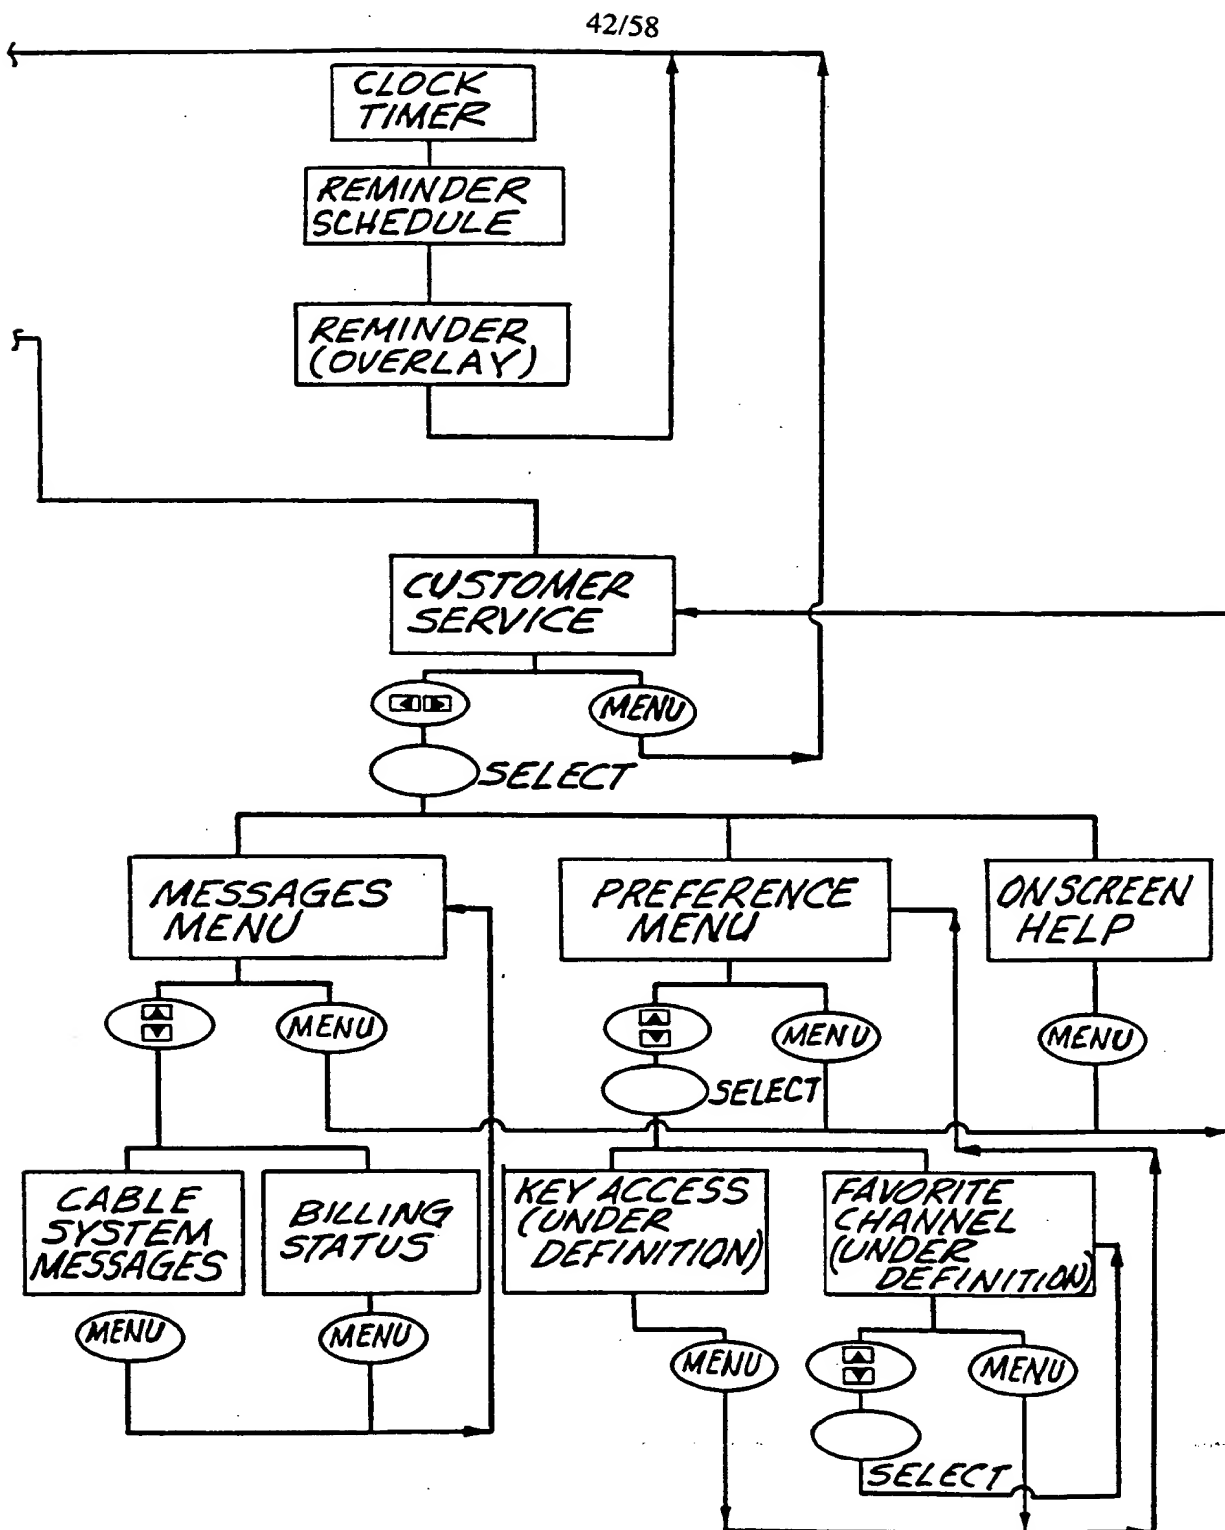 42/58
CLOCK
TIMER
REMINDER
SCHEDULE
REMINDER
(OVERLAY)
CUSTOMER
SERVICE
MENU
SELECT
MESSAGES
MENU
PREFERENCE
MENU
ONSCREEN
HELP
MENU
MENU
MENU
SELECT
CABLE
SYSTEM
MESSAGES
BILLING
STATUS
KEY ACCESS
(UNDER
DEFINITION)
FAVORITE
CHANNEL
(UNDER
DEFINITION)
MENU
MENU
MENU
MENU
SELECT